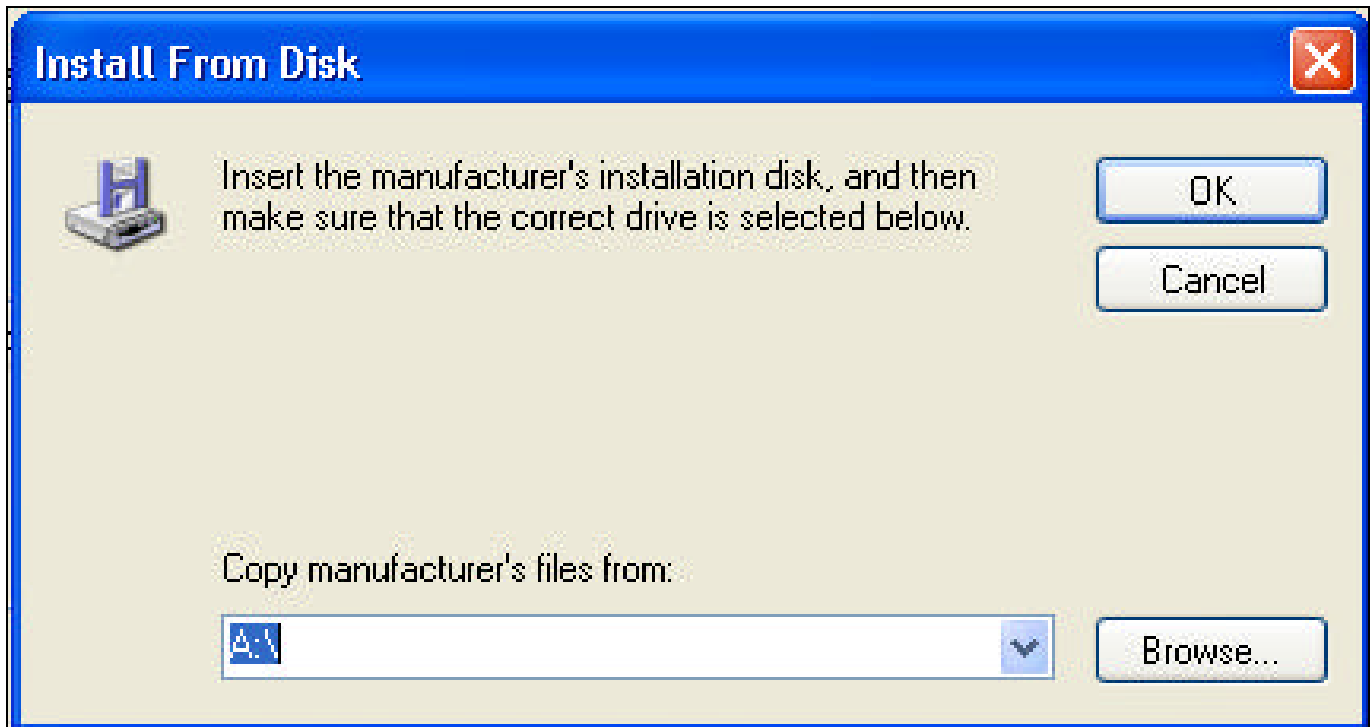 Install From Disk
Insert the manufacturer's installation disk, and then
make sure that the correct drive is selected below.
OK
Cancel
Copy manufacturer's files from:
A:\
Browse...